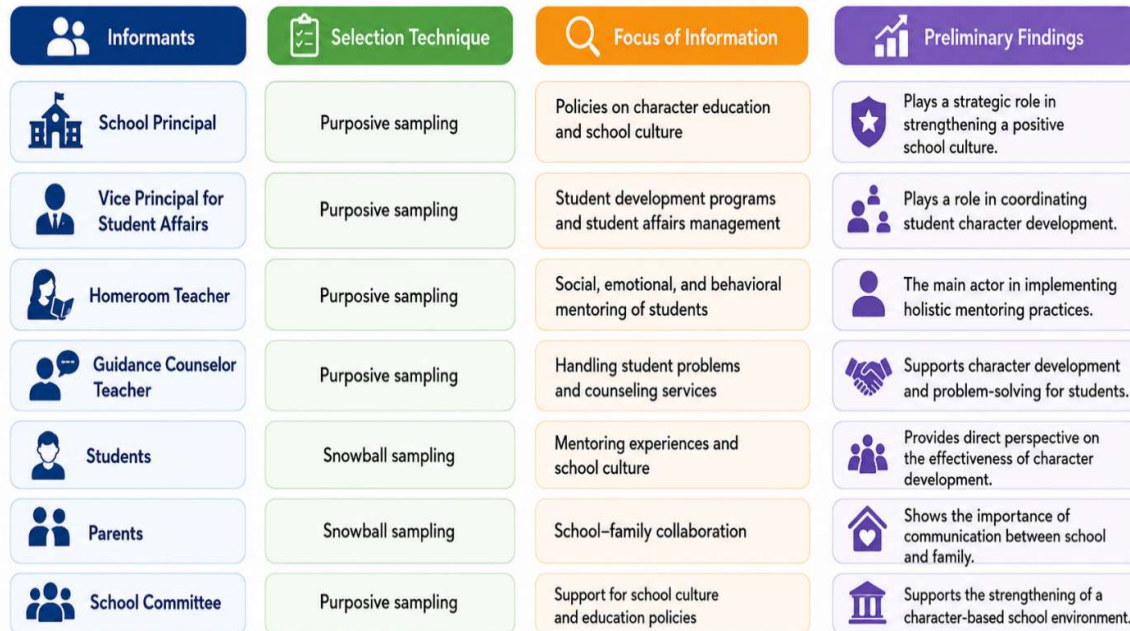 Informants
Selection Technique
Focus of Information
Preliminary Findings
School Principal
Purposive sampling
Policies on character education
and school culture
Plays a strategic role in
strengthening a positive
school culture.
Vice Principal for
Student Affairs
Purposive sampling
Student development programs
and student affairs management
Plays a role in coordinating
student character development.
Homeroom Teacher
Purposive sampling
Social, emotional, and behavioral
mentoring of students
The main actor in implementing
holistic mentoring practices.
Guidance Counselor
Teacher
Purposive sampling
Handling student problems
and counseling services
Supports character development
and problem-solving for students.
Students
Snowball sampling
Mentoring experiences and
school culture
Provides direct perspective on
the effectiveness of character
development.
Parents
Snowball sampling
School–family collaboration
Shows the importance of
communication between school
and family.
School Committee
Purposive sampling
Support for school culture
and education policies
Supports the strengthening of a
character-based school environment.